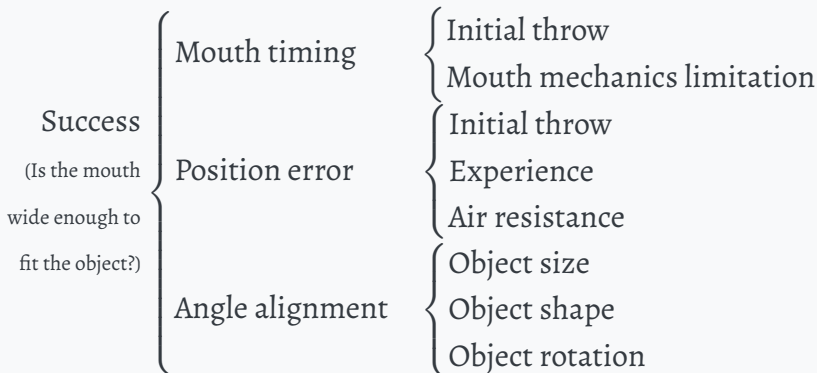 Success
(Is the mouth
wide enough to
fit the object?)
Mouth timing
Initial throw
Mouth mechanics limitation
Position error
Initial throw
Experience
Air resistance
Angle alignment
Object size
Object shape
Object rotation